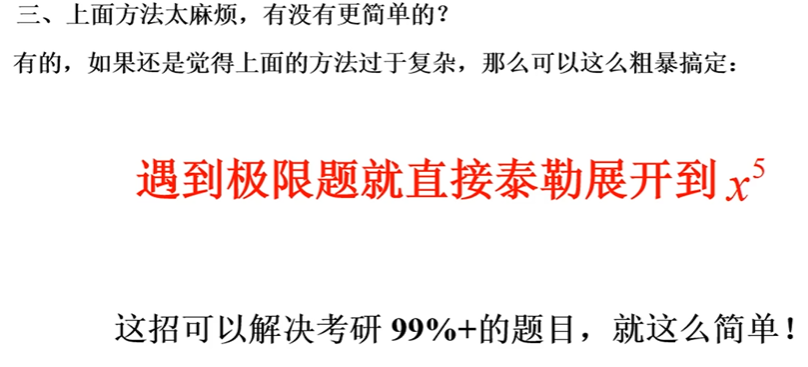 三、上面方法太麻烦，有没有更简单的？
有的，如果还是觉得上面的方法过于复杂，那么可以这么粗暴搞定：
遇到极限题就直接泰勒展开到 x⁵
这招可以解决考研 99%+的题目，就这么简单！